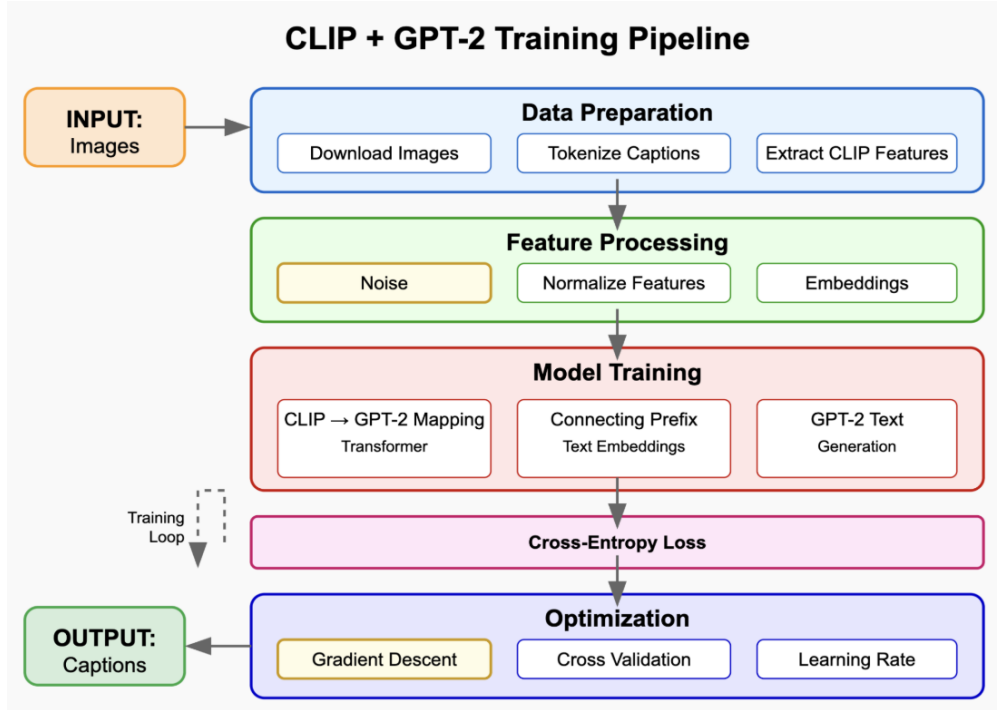 CLIP + GPT-2 Training Pipeline
INPUT:
Images
Data Preparation
Download Images
Tokenize Captions
Extract CLIP Features
Feature Processing
Noise
Normalize Features
Embeddings
Model Training
CLIP → GPT-2 Mapping
Transformer
Connecting Prefix
Text Embeddings
GPT-2 Text
Generation
Training
Loop
Cross-Entropy Loss
OUTPUT:
Captions
Optimization
Gradient Descent
Cross Validation
Learning Rate